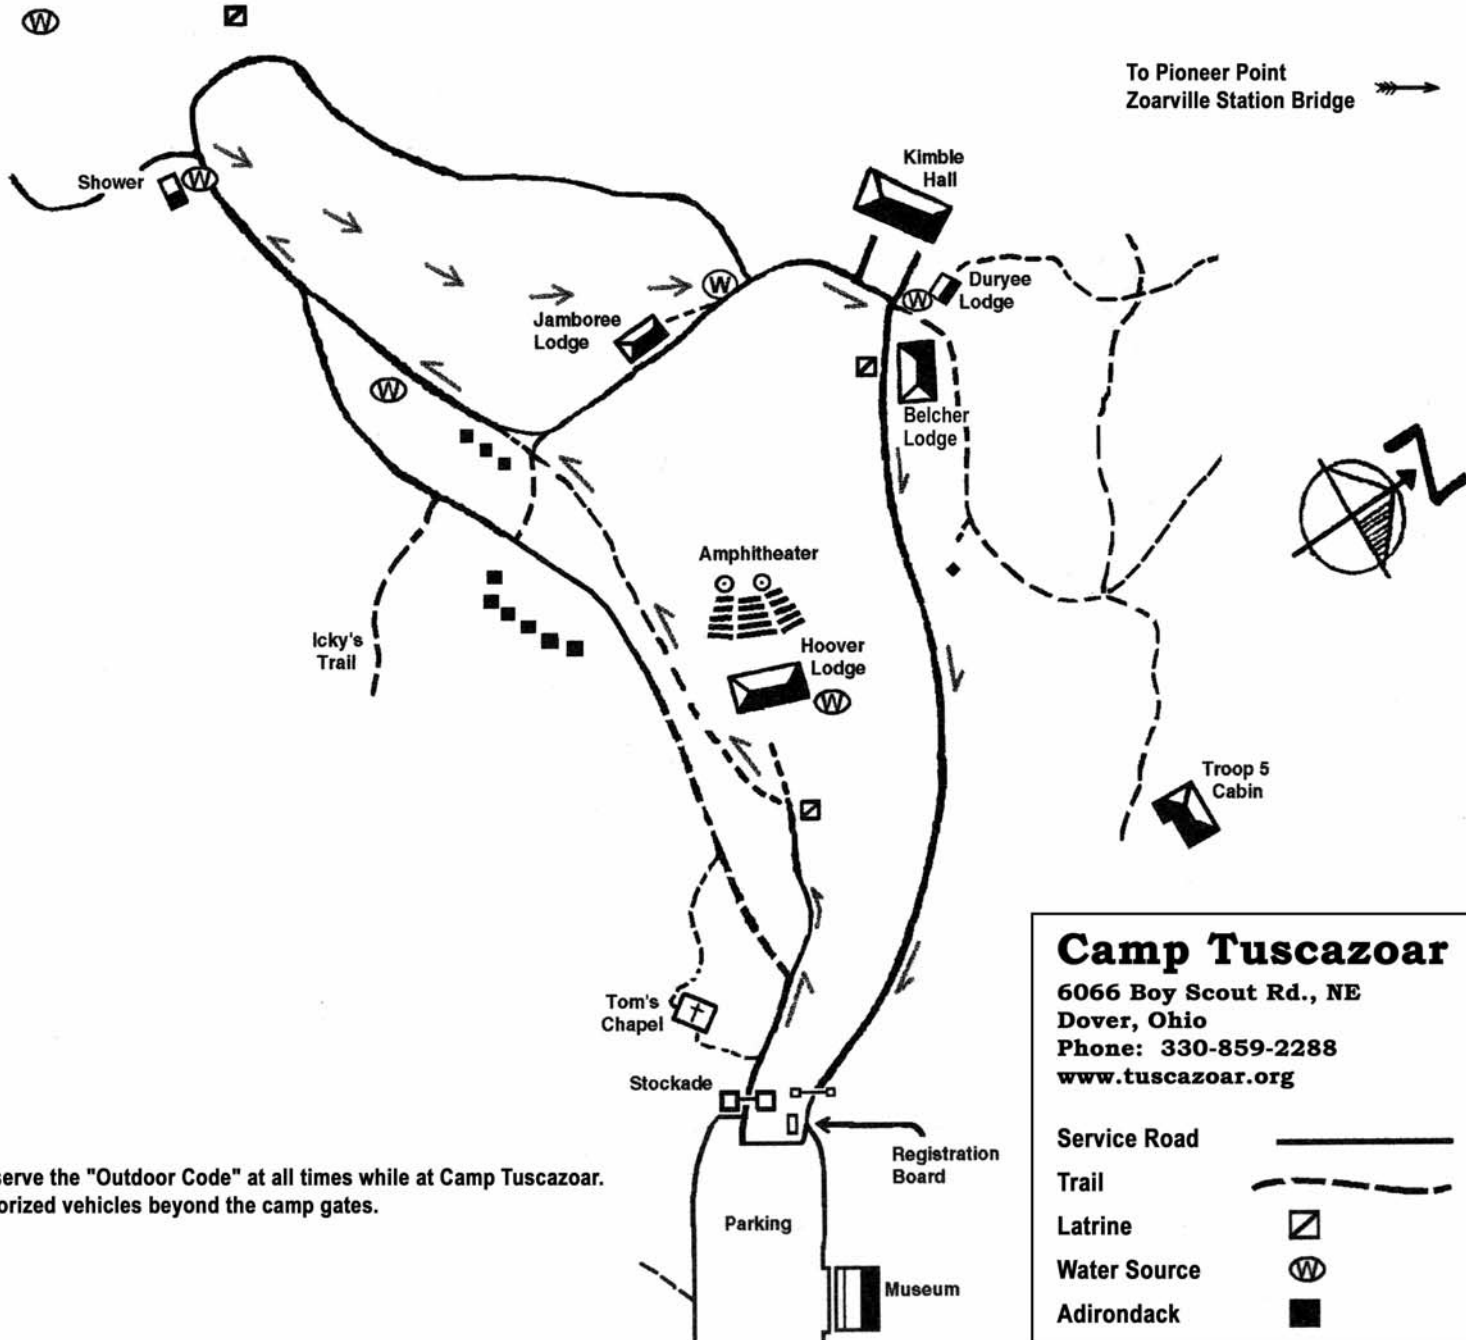 W
To Pioneer Point
Zoarville Station Bridge
Kimble
Hall
Shower
W
W
Duryee
Lodge
W
Jamboree
Lodge
W
Belcher
Lodge
N
Amphitheater
Icky's
Trail
Hoover
Lodge
W
Troop 5
Cabin
Tom's
Chapel
Stockade
Registration
Board
serve the "Outdoor Code" at all times while at Camp Tuscazoar.
orized vehicles beyond the camp gates.
Parking
Museum
Camp Tuscazoar
6066 Boy Scout Rd., NE
Dover, Ohio
Phone: 330-859-2288
www.tuscazoar.org
Service Road
Trail
Latrine
Water Source W
Adirondack